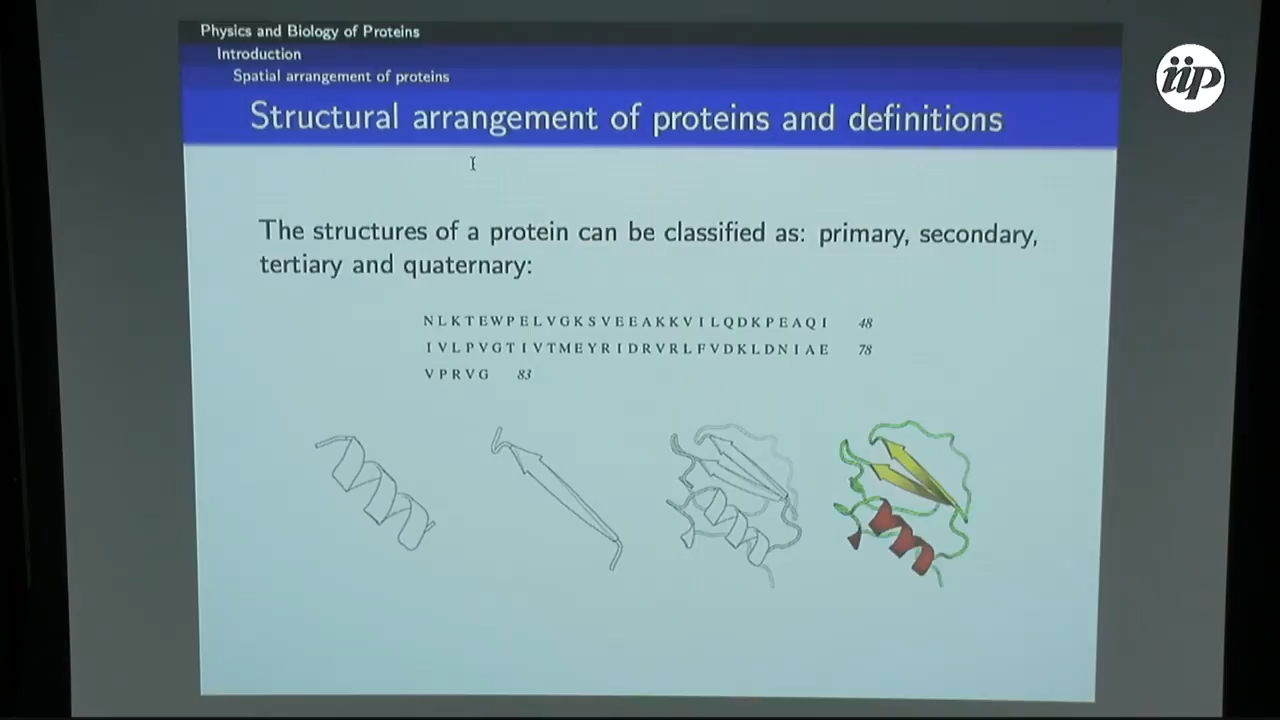 Physics and Biology of Proteins
Introduction
Spatial arrangement of proteins
iip
Structural arrangement of proteins and definitions
The structures of a protein can be classified as: primary, secondary,
tertiary and quaternary:
N L K T E W P E L V G K S V E E A K K V I L Q D K P E A Q I 48
I V L P V G T I V T M E Y R I D R V R L F V D K L D N I A E 78
V P R V G 83